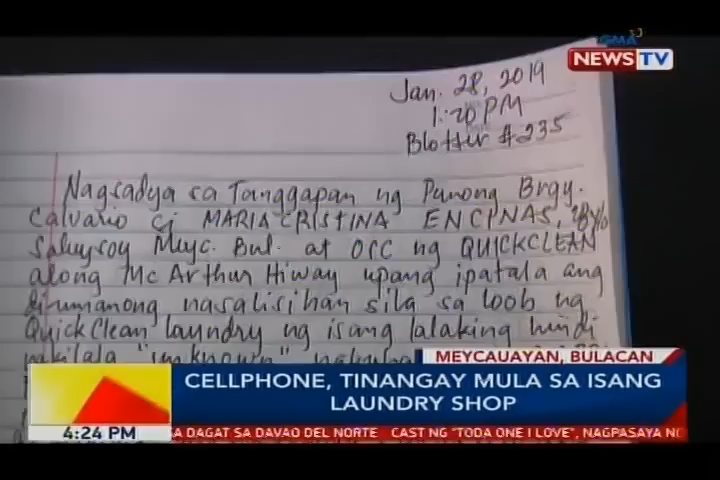 GMA
NEWS TV
Jan. 28, 2019
1:20 PM
Blotter #235
Nagsadya sa Tanggapan ng Punong Brgy.
Calvario si MARIA CRISTINA ENCINAS,
Saluysoy Meyc. Bul. at OCC ng QUICKCLEAN
along Mc Arthur Hiway upang ipatala ang
diumanong nasalisihan sila sa loob ng
QuickClean laundry ng isang lalaking hindi
"unknown"
MEYCAUAYAN, BULACAN
CELLPHONE, TINANGAY MULA SA ISANG
LAUNDRY SHOP
4:24 PM SA DAGAT SA DAVAO DEL NORTE CAST NG "TODA ONE I LOVE", NAGPASAYA NG